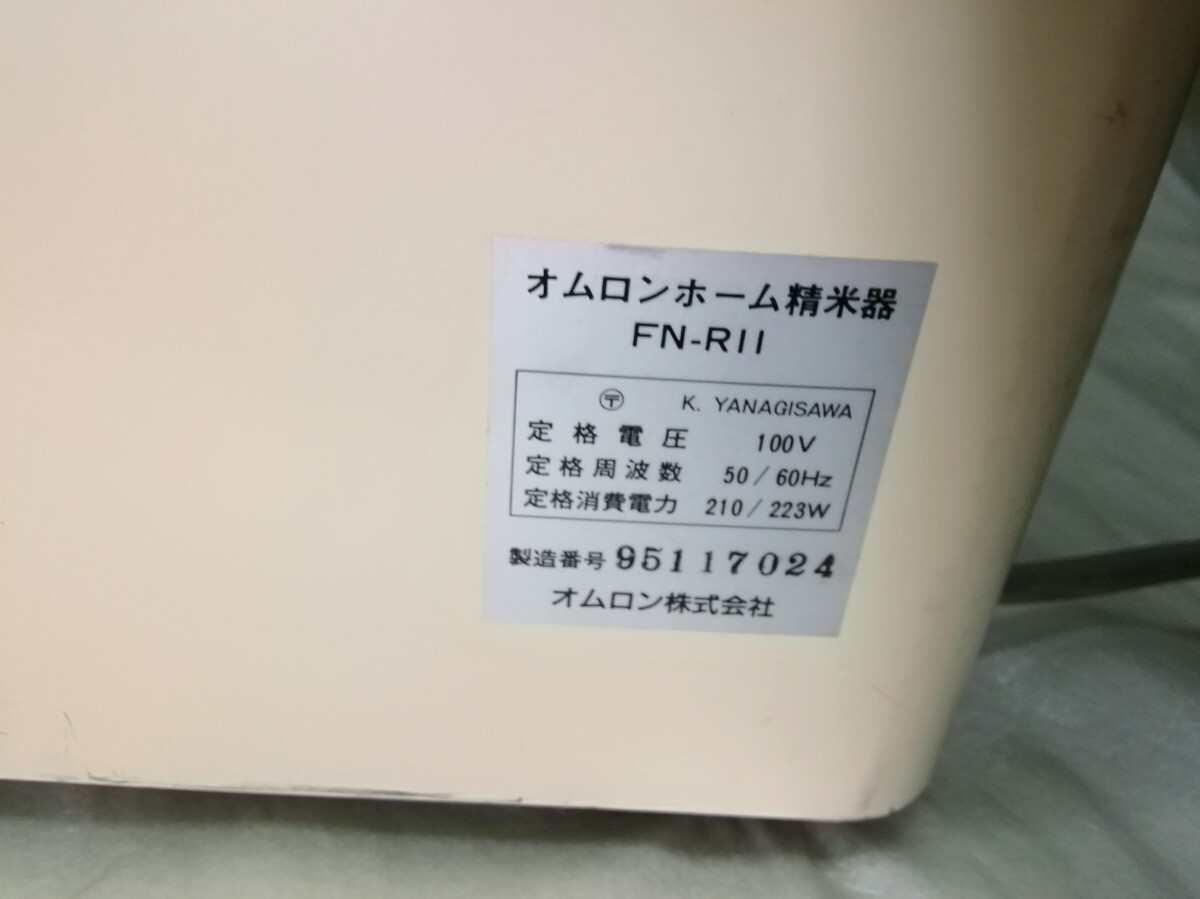 オムロンホーム精米器
FN-RII
〒 K. YANAGISAWA
定格電圧 100V
定格周波数 50/60Hz
定格消費電力 210/223W
製造番号 95117024
オムロン株式会社